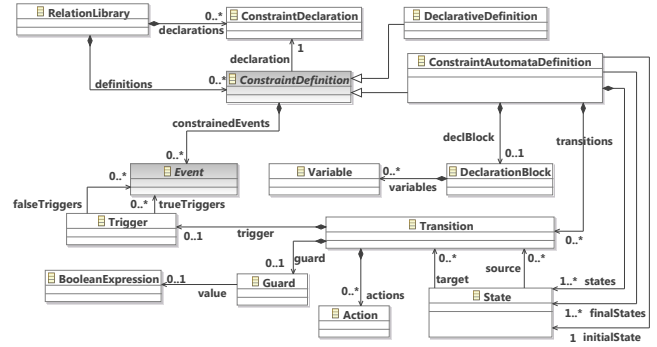 RelationLibrary
0..*
ConstraintDeclaration
DeclarativeDefinition
declarations
1
declaration
ConstraintAutomataDefinition
definitions
0..*
ConstraintDefinition
constrainedEvents
declBlock
transitions
0..*
0..1
0..*
Event
Variable
0..*
DeclarationBlock
variables
falseTriggers
0..*
trueTriggers
Trigger
Transition
0..1
trigger
0..*
guard
0..*
0..*
0..1
source
BooleanExpression
0..1
target
1..* states
value
Guard
0..*
actions
State
Action
1..* finalStates
1 initialState